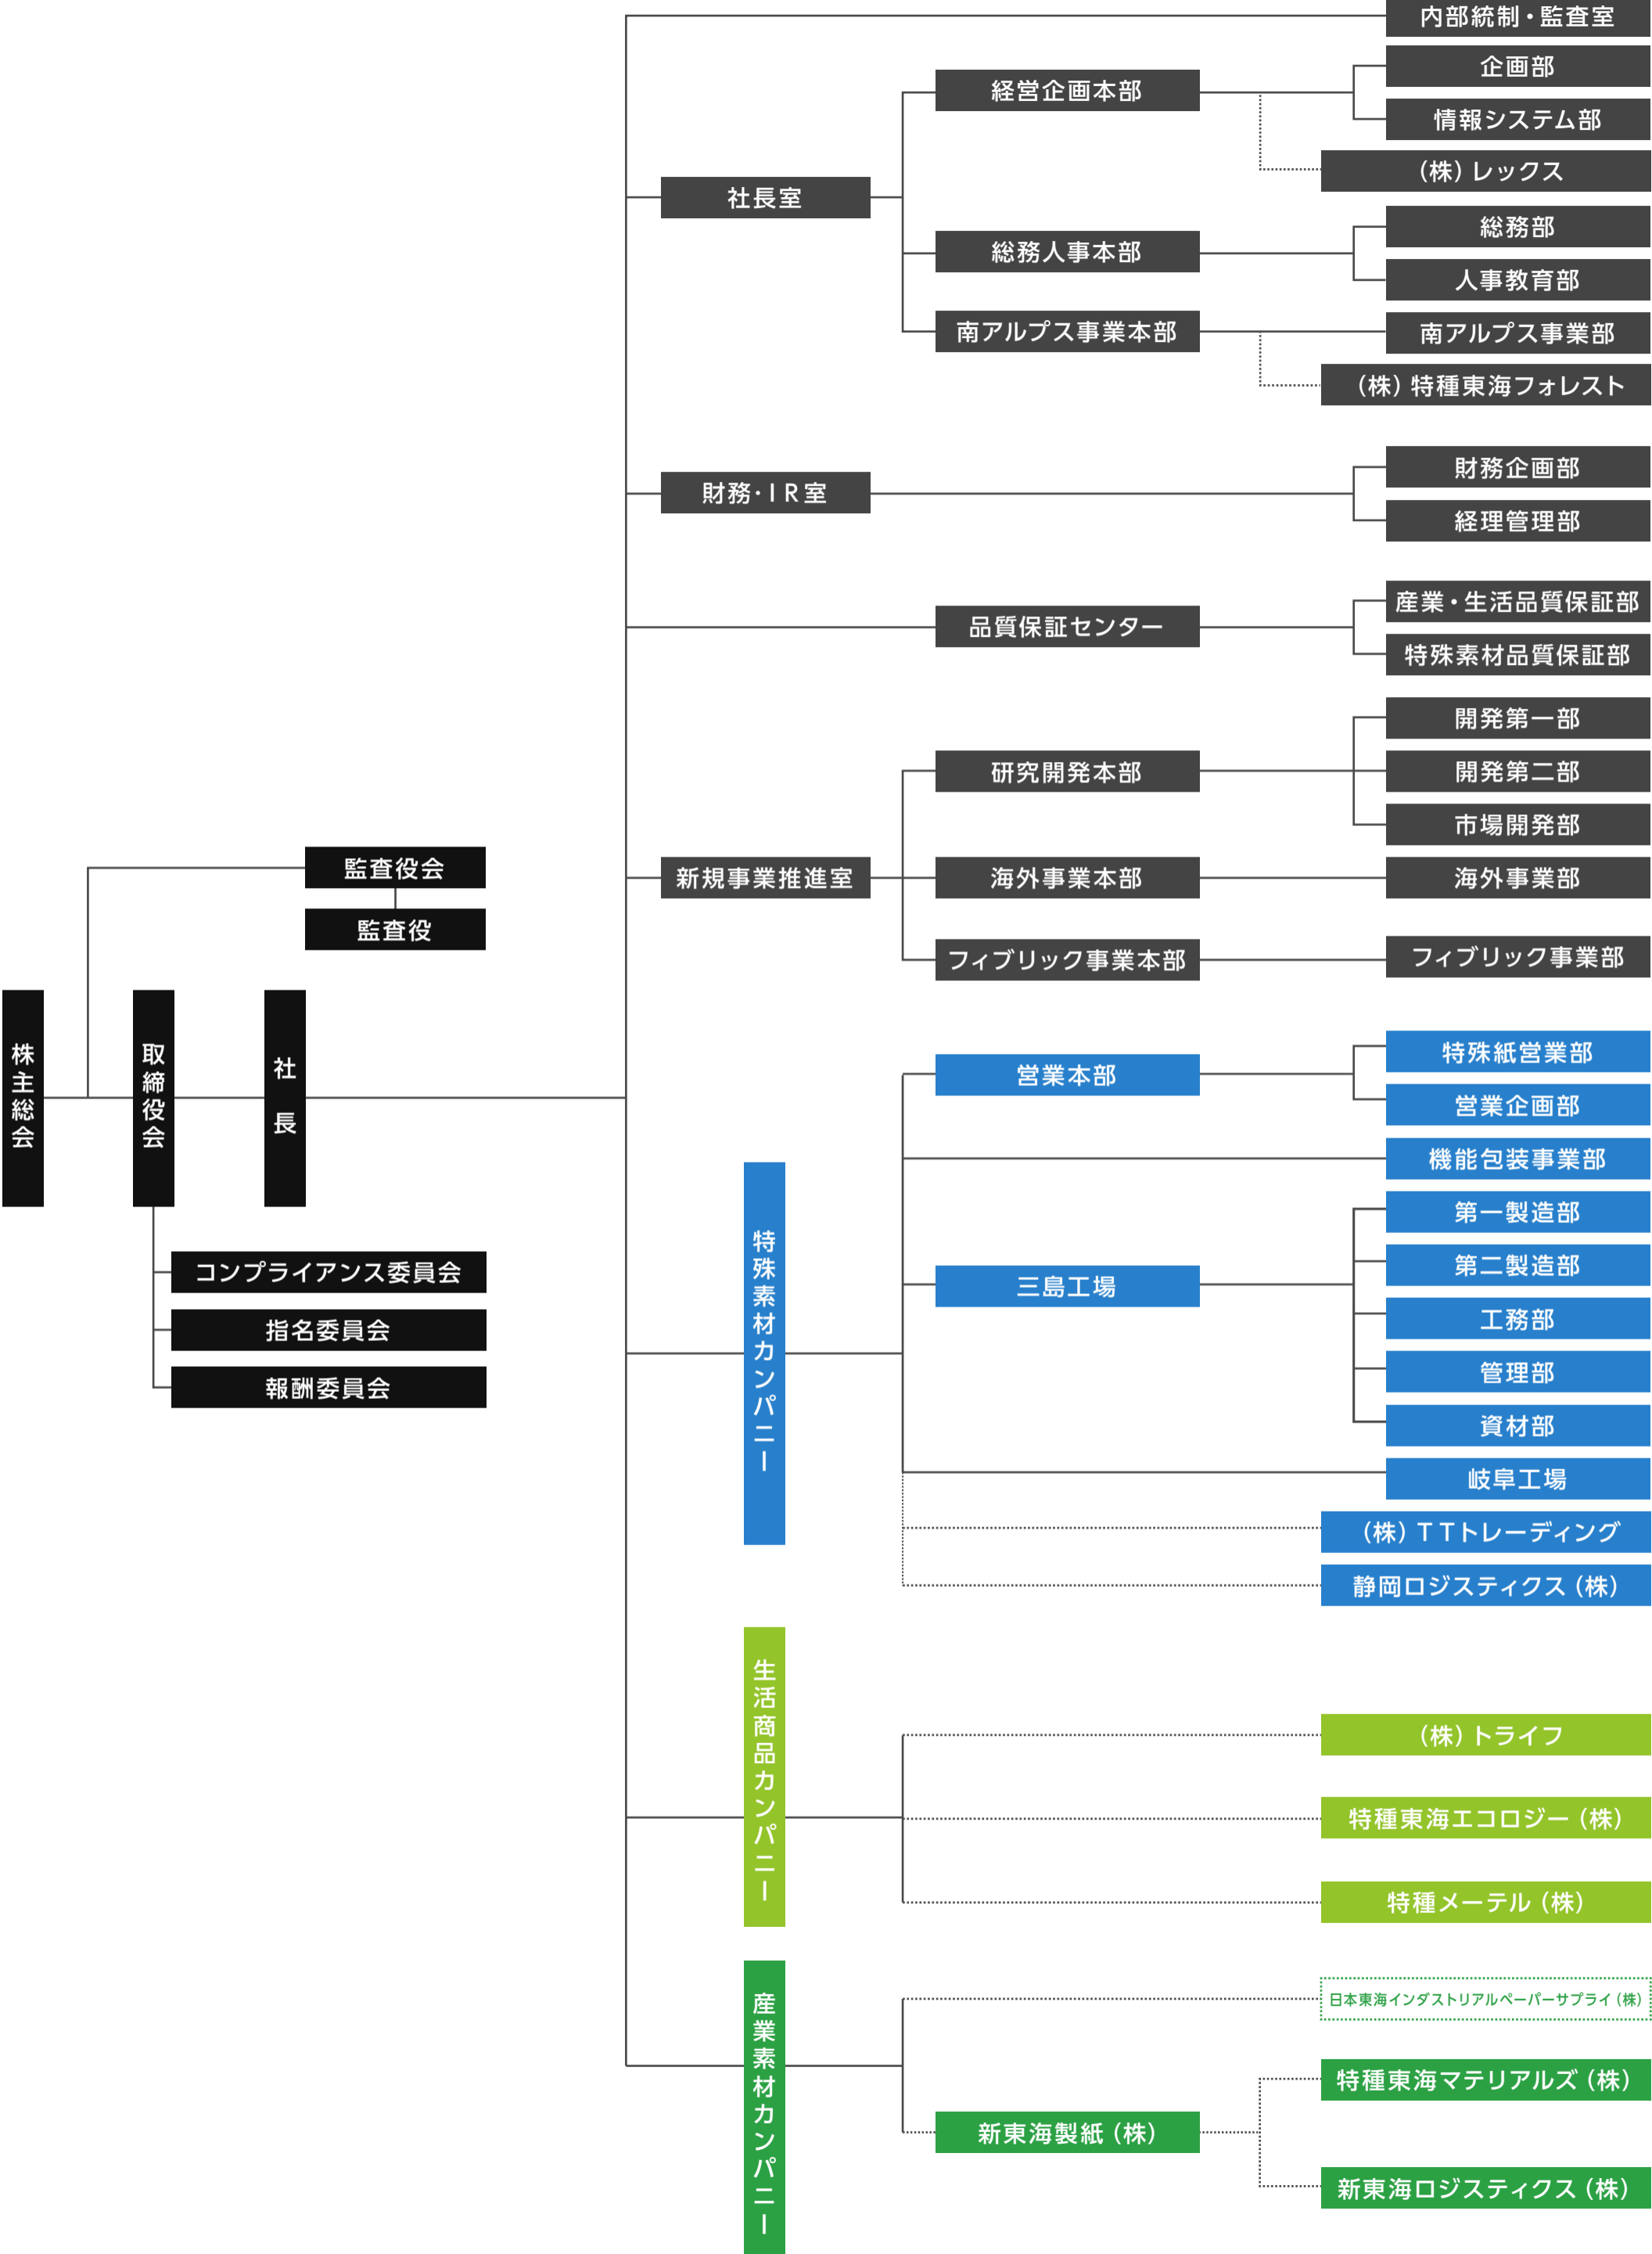 内部統制・監査室
企画部
経営企画本部
情報システム部
（株）レックス
社長室
総務部
総務人事本部
人事教育部
南アルプス事業本部
南アルプス事業部
（株）特種東海フォレスト
財務企画部
財務・IR室
経理管理部
産業・生活品質保証部
品質保証センター
特殊素材品質保証部
開発第一部
研究開発本部
開発第二部
市場開発部
監査役会
新規事業推進室
海外事業本部
海外事業部
監査役
フィブリック事業本部
フィブリック事業部
株主総会
取締役会
社長
特殊紙営業部
営業本部
営業企画部
機能包装事業部
特殊素材カンパニー
第一製造部
コンプライアンス委員会
第二製造部
三島工場
指名委員会
工務部
報酬委員会
管理部
資材部
岐阜工場
（株）TTトレーディング
静岡ロジスティクス（株）
生活商品カンパニー
（株）トライフ
特種東海エコロジー（株）
特種メーテル（株）
産業素材カンパニー
日本東海インダストリアルペーパーサプライ（株）
特種東海マテリアルズ（株）
新東海製紙（株）
新東海ロジスティクス（株）